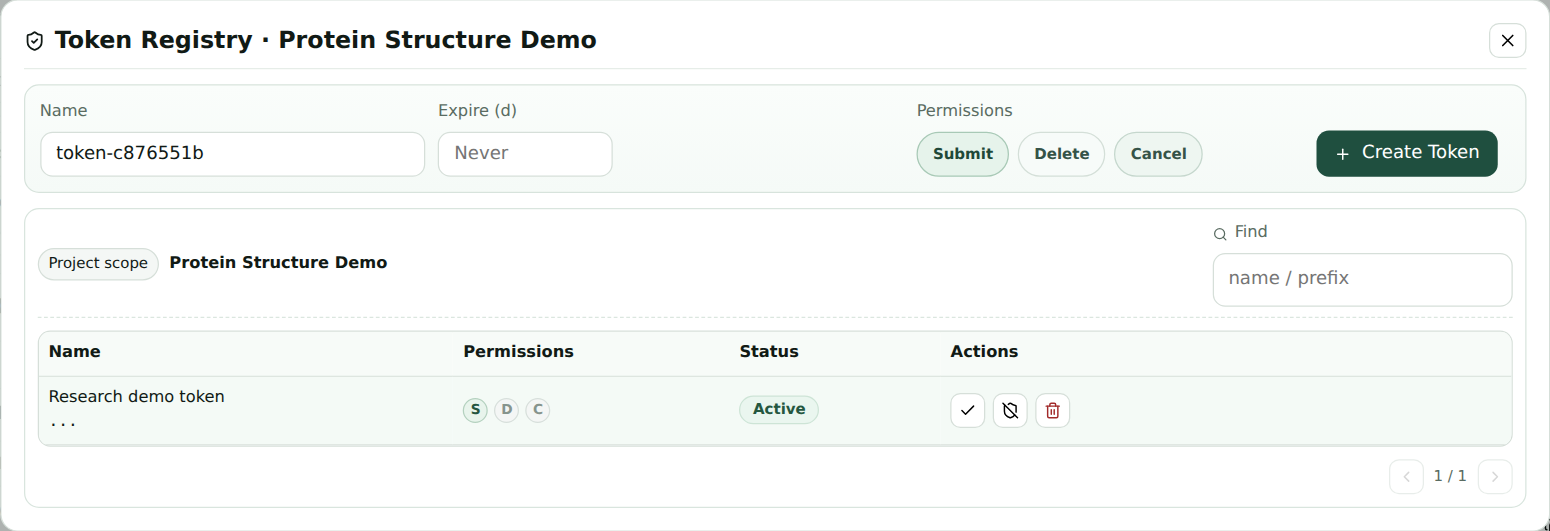 Token Registry · Protein Structure Demo
Name
Expire (d)
Permissions
token-c876551b
Never
Submit
Delete
Cancel
+ Create Token
Find
Project scope
Protein Structure Demo
name / prefix
Name
Permissions
Status
Actions
Research demo token
...
S
D
C
Active
1 / 1